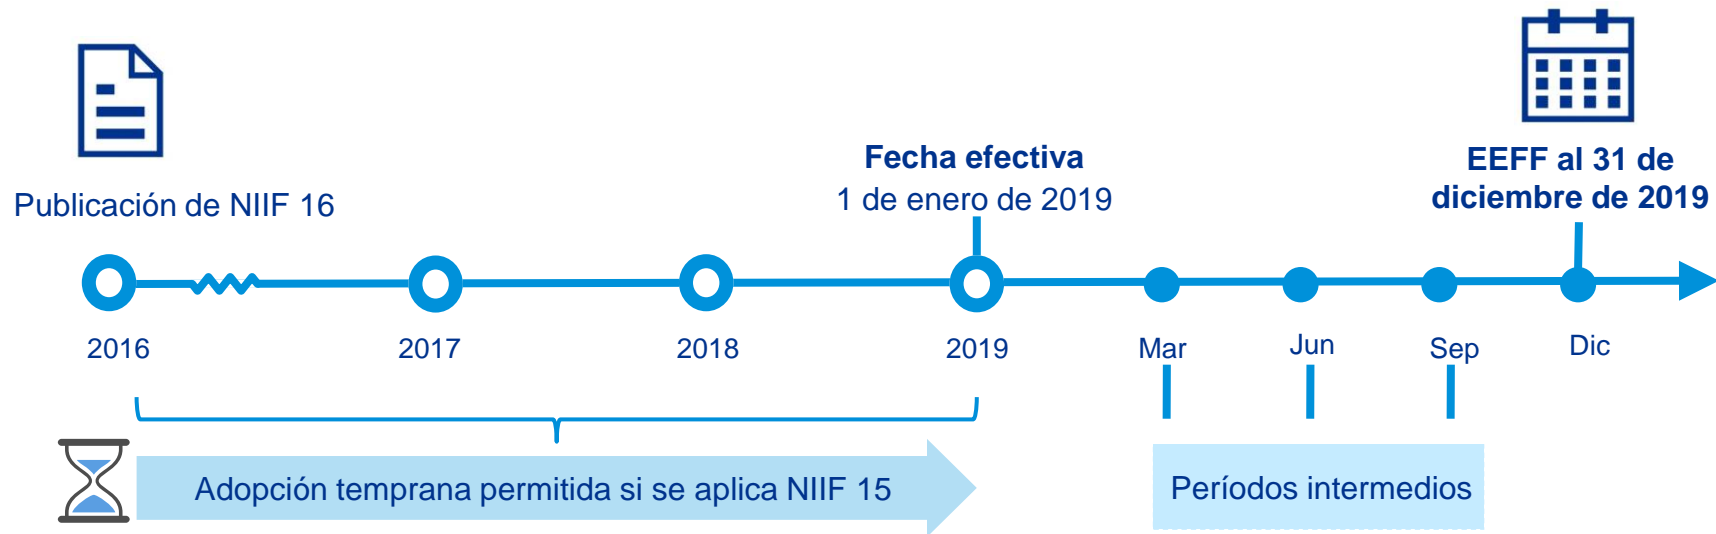 Publicación de NIIF 16
Fecha efectiva
1 de enero de 2019
EEFF al 31 de
diciembre de 2019
2016
2017
2018
2019
Mar
Jun
Sep
Dic
Adopción temprana permitida si se aplica NIIF 15
Períodos intermedios